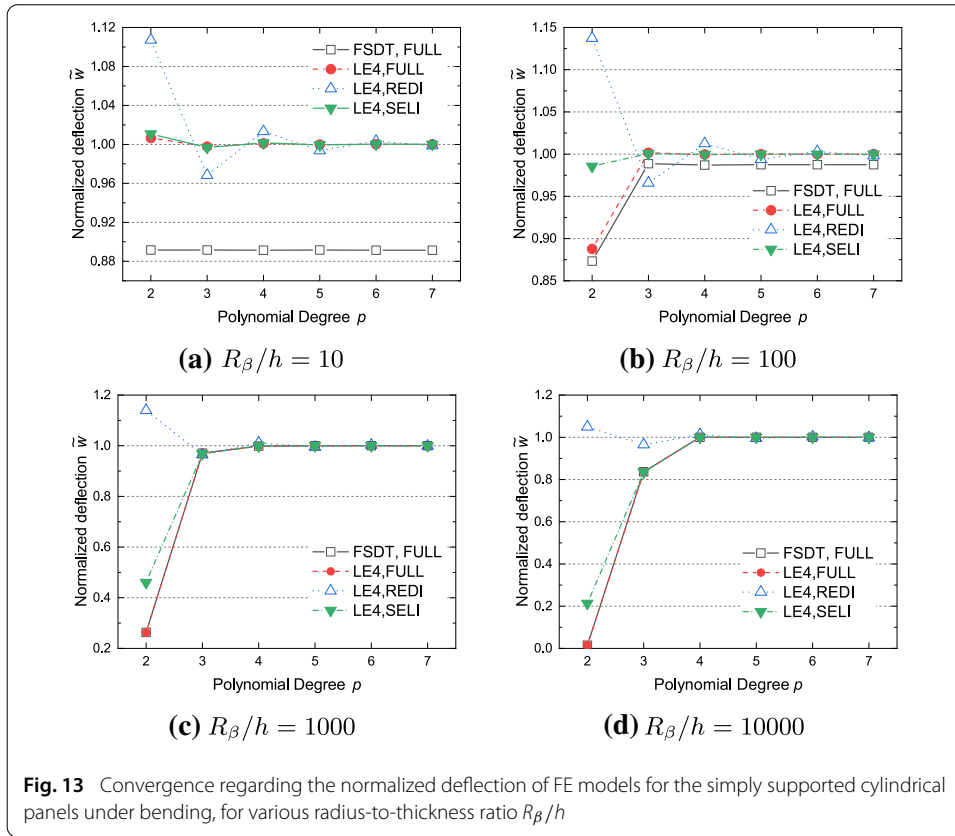 1.12
1.08
1.04
1.00
0.96
0.92
0.88
Normalized deflection w̃
FSDT, FULL
LE4,FULL
LE4,REDI
LE4,SELI
2 3 4 5 6 7
Polynomial Degree p
(a) R_β/h = 10
1.15
1.10
1.05
1.00
0.95
0.90
0.85
Normalized deflection w̃
FSDT, FULL
LE4,FULL
LE4,REDI
LE4,SELI
2 3 4 5 6 7
Polynomial Degree p
(b) R_β/h = 100
1.2
1.0
0.8
0.6
0.4
0.2
Normalized deflection w̃
FSDT, FULL
LE4,FULL
LE4,REDI
LE4,SELI
2 3 4 5 6 7
Polynomial Degree p
(c) R_β/h = 1000
1.2
1.0
0.8
0.6
0.4
0.2
0.0
Normalized deflection w̃
FSDT, FULL
LE4,FULL
LE4,REDI
LE4,SELI
2 3 4 5 6 7
Polynomial Degree p
(d) R_β/h = 10000
Fig. 13 Convergence regarding the normalized deflection of FE models for the simply supported cylindrical
panels under bending, for various radius-to-thickness ratio R_β/h